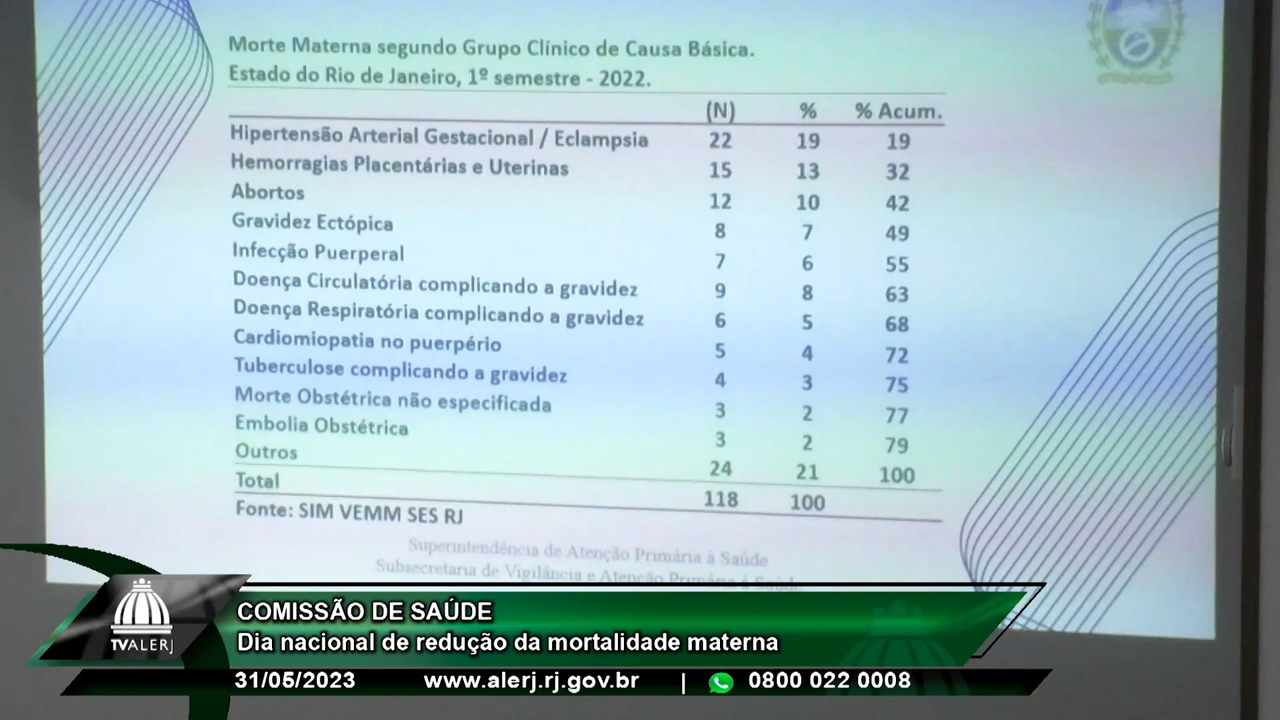 Morte Materna segundo Grupo Clínico de Causa Básica.
Estado do Rio de Janeiro, 1º semestre - 2022.
(N) % % Acum.
Hipertensão Arterial Gestacional / Eclampsia 22 19 19
Hemorragias Placentárias e Uterinas 15 13 32
Abortos 12 10 42
Gravidez Ectópica 8 7 49
Infecção Puerperal 7 6 55
Doença Circulatória complicando a gravidez 9 8 63
Doença Respiratória complicando a gravidez 6 5 68
Cardiomiopatia no puerpério 5 4 72
Tuberculose complicando a gravidez 4 3 75
Morte Obstétrica não especificada 3 2 77
Embolia Obstétrica 3 2 79
Outros 24 21 100
Total 118 100
Fonte: SIM VEMM SES RJ
Superintendência de Atenção Primária à Saúde
Subsecretaria de Vigilância e Atenção Primária à Saúde
TVALERJ
COMISSÃO DE SAÚDE
Dia nacional de redução da mortalidade materna
31/05/2023 www.alerj.rj.gov.br | 0800 022 0008